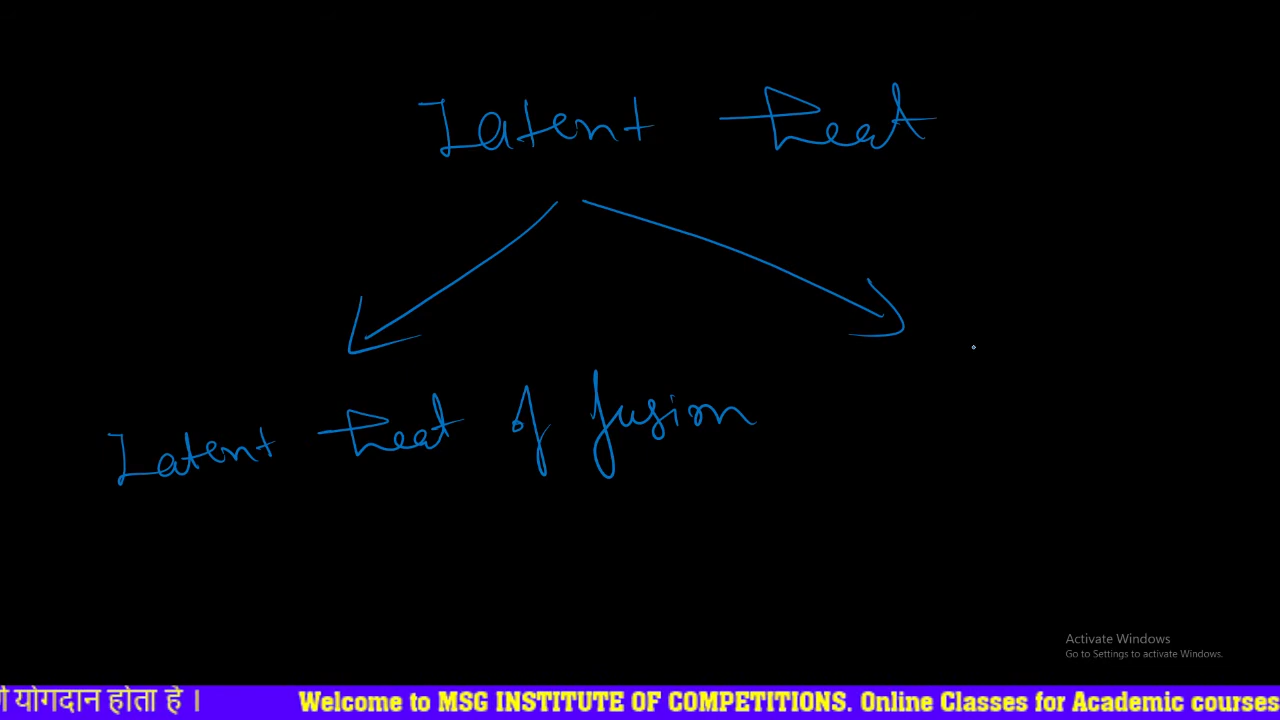 Latent Heat
Latent Heat of fusion
Activate Windows
Go to Settings to activate Windows.
योगदान होता है । Welcome to MSG INSTITUTE OF COMPETITIONS. Online Classes for Academic courses